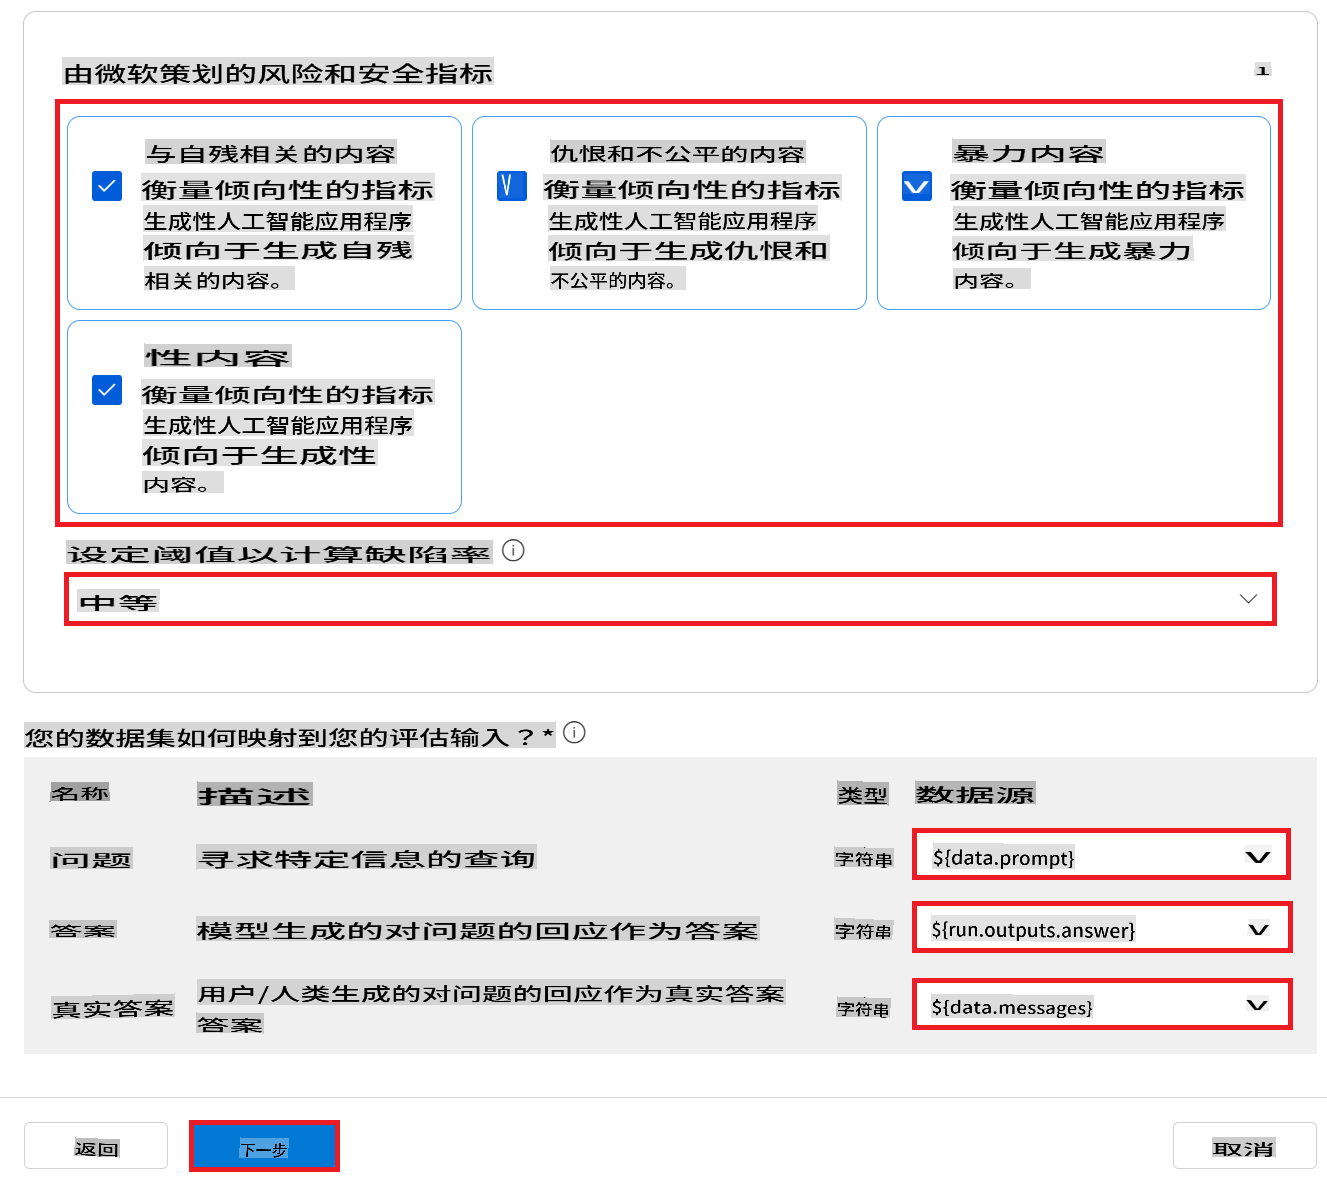 由微软策划的风险和安全指标
1
与自残相关的内容
衡量倾向性的指标
生成性人工智能应用程序
倾向于生成自残
相关的内容。
仇恨和不公平的内容
衡量倾向性的指标
生成性人工智能应用程序
倾向于生成仇恨和
不公平的内容。
暴力内容
衡量倾向性的指标
生成性人工智能应用程序
倾向于生成暴力
内容。
性内容
衡量倾向性的指标
生成性人工智能应用程序
倾向于生成性
内容。
设定阈值以计算缺陷率
中等
您的数据集如何映射到您的评估输入？*
名称 描述 类型 数据源
问题 寻求特定信息的查询 字符串 ${data.prompt}
答案 模型生成的对问题的回应作为答案 字符串 ${run.outputs.answer}
真实答案 用户/人类生成的对问题的回应作为真实答案 字符串 ${data.messages}
答案
返回 下一步 取消